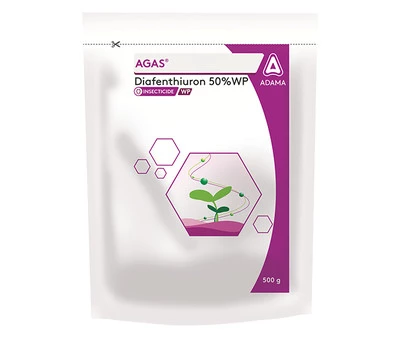 AGAS®
Diafenthiuron 50%WP
INSECTICIDE WP
ADAMA
500 g